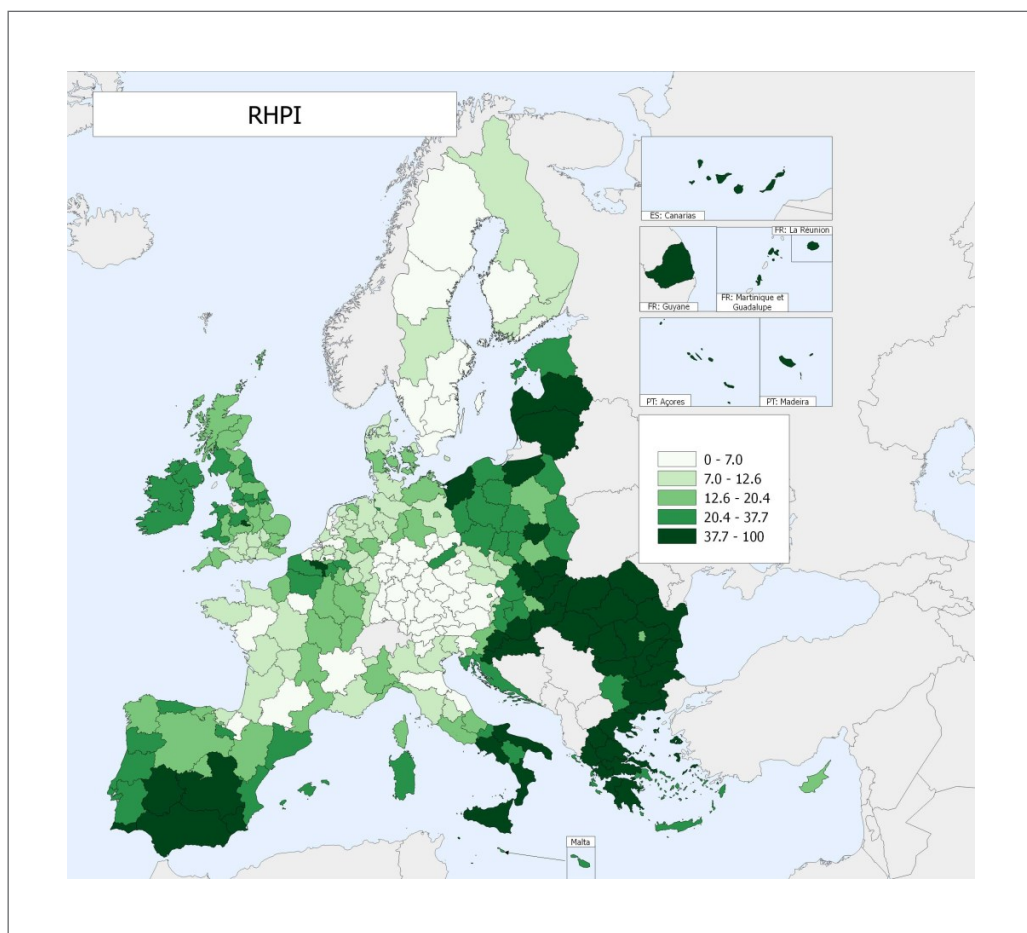 RHPI
ES: Canarias
FR: La Réunion
FR: Guyane
FR: Martinique et
Guadalupe
PT: Açores
PT: Madeira
0 - 7.0
7.0 - 12.6
12.6 - 20.4
20.4 - 37.7
37.7 - 100
Malta